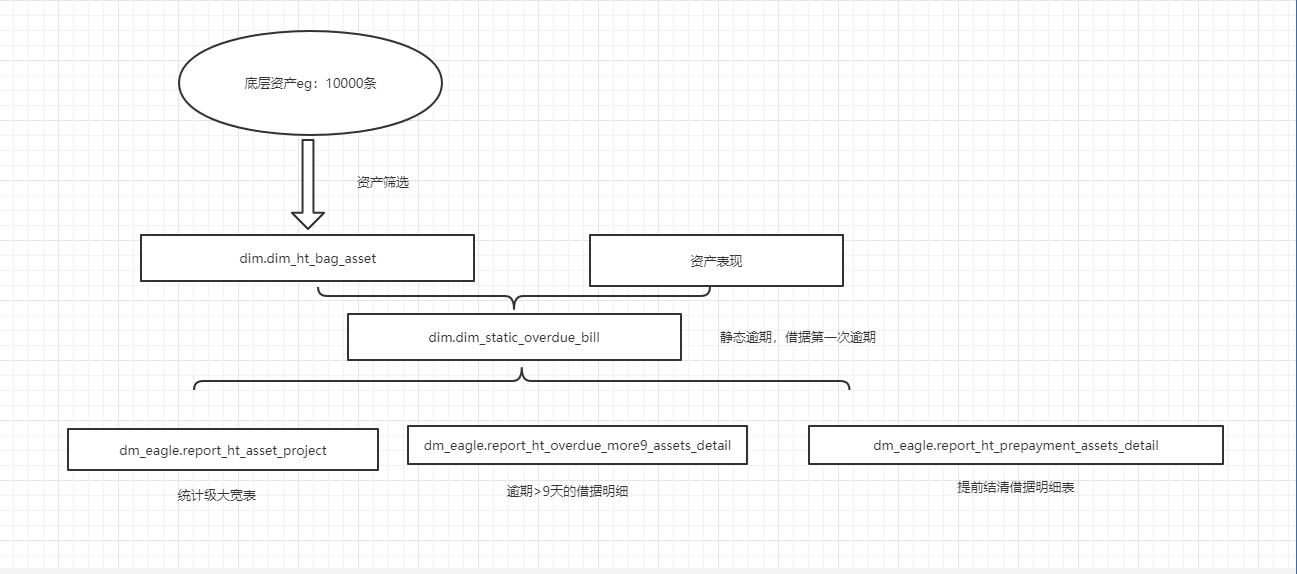 底层资产eg：10000条
资产筛选
dim.dim_ht_bag_asset
资产表现
dim.dim_static_overdue_bill
静态逾期，借据第一次逾期
dm_eagle.report_ht_asset_project
dm_eagle.report_ht_overdue_more9_assets_detail
dm_eagle.report_ht_prepayment_assets_detail
统计级大宽表
逾期>9天的借据明细
提前结清借据明细表